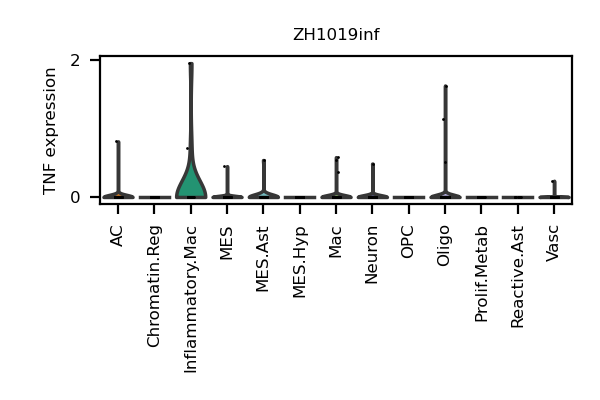 ZH1019inf
TNF expression
2
0
AC
Chromatin.Reg
Inflammatory.Mac
MES
MES.Ast
MES.Hyp
Mac
Neuron
OPC
Oligo
Prolif.Metab
Reactive.Ast
Vasc